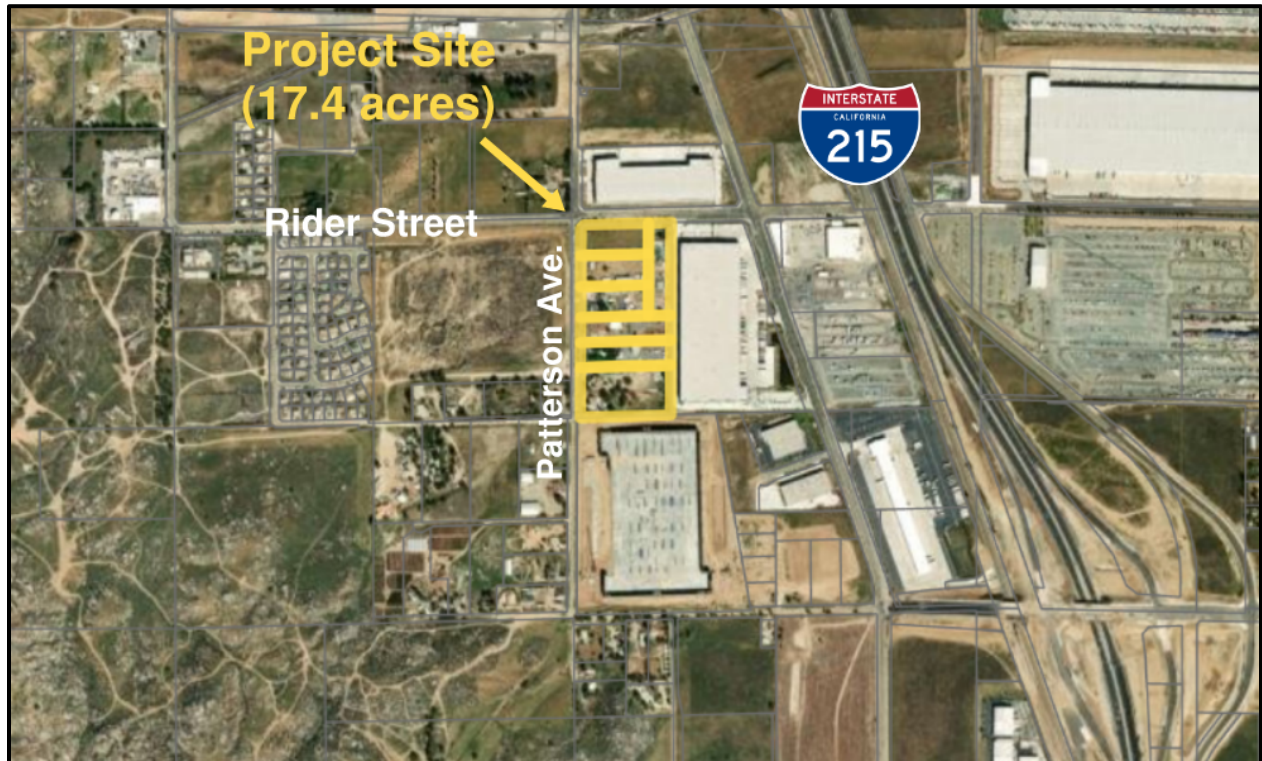 Project Site
(17.4 acres)
INTERSTATE
CALIFORNIA
215
Rider Street
Patterson Ave.